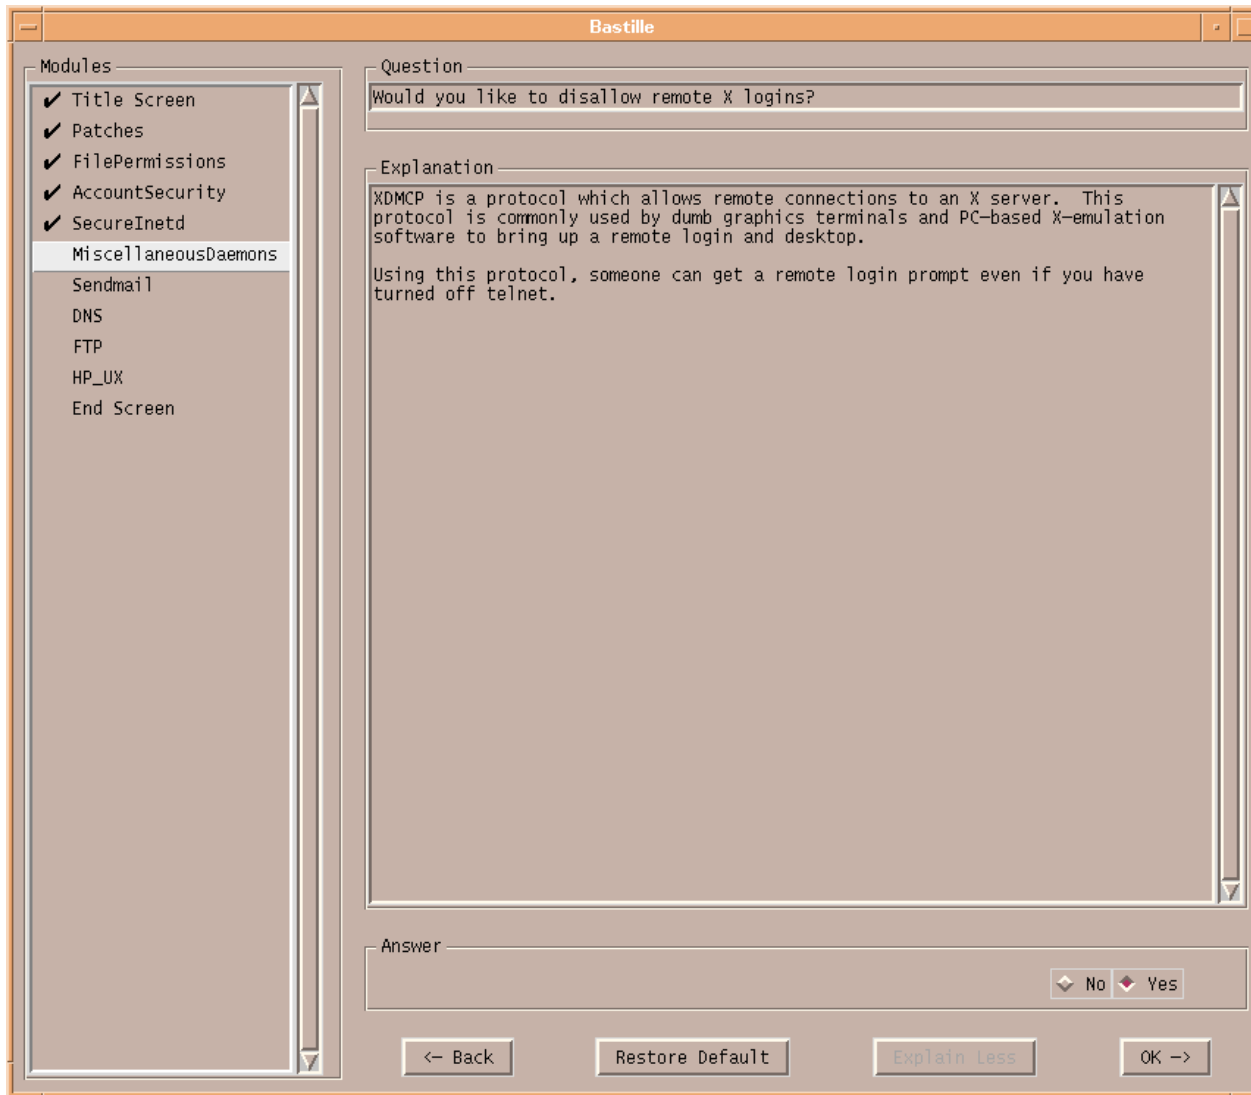 Bastille
Modules
✔ Title Screen
✔ Patches
✔ FilePermissions
✔ AccountSecurity
✔ SecureInetd
MiscellaneousDaemons
Sendmail
DNS
FTP
HP_UX
End Screen
Question
Would you like to disallow remote X logins?
Explanation
XDMCP is a protocol which allows remote connections to an X server.  This
protocol is commonly used by dumb graphics terminals and PC-based X-emulation
software to bring up a remote login and desktop.
Using this protocol, someone can get a remote login prompt even if you have
turned off telnet.
Answer
No Yes
<- Back Restore Default Explain Less OK ->